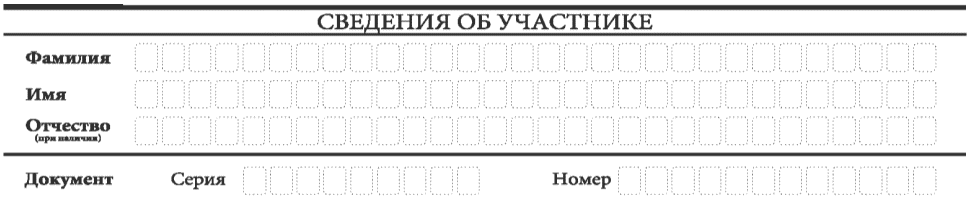 СВЕДЕНИЯ ОБ УЧАСТНИКЕ
Фамилия
Имя
Отчество
(при наличии)
Документ Серия Номер